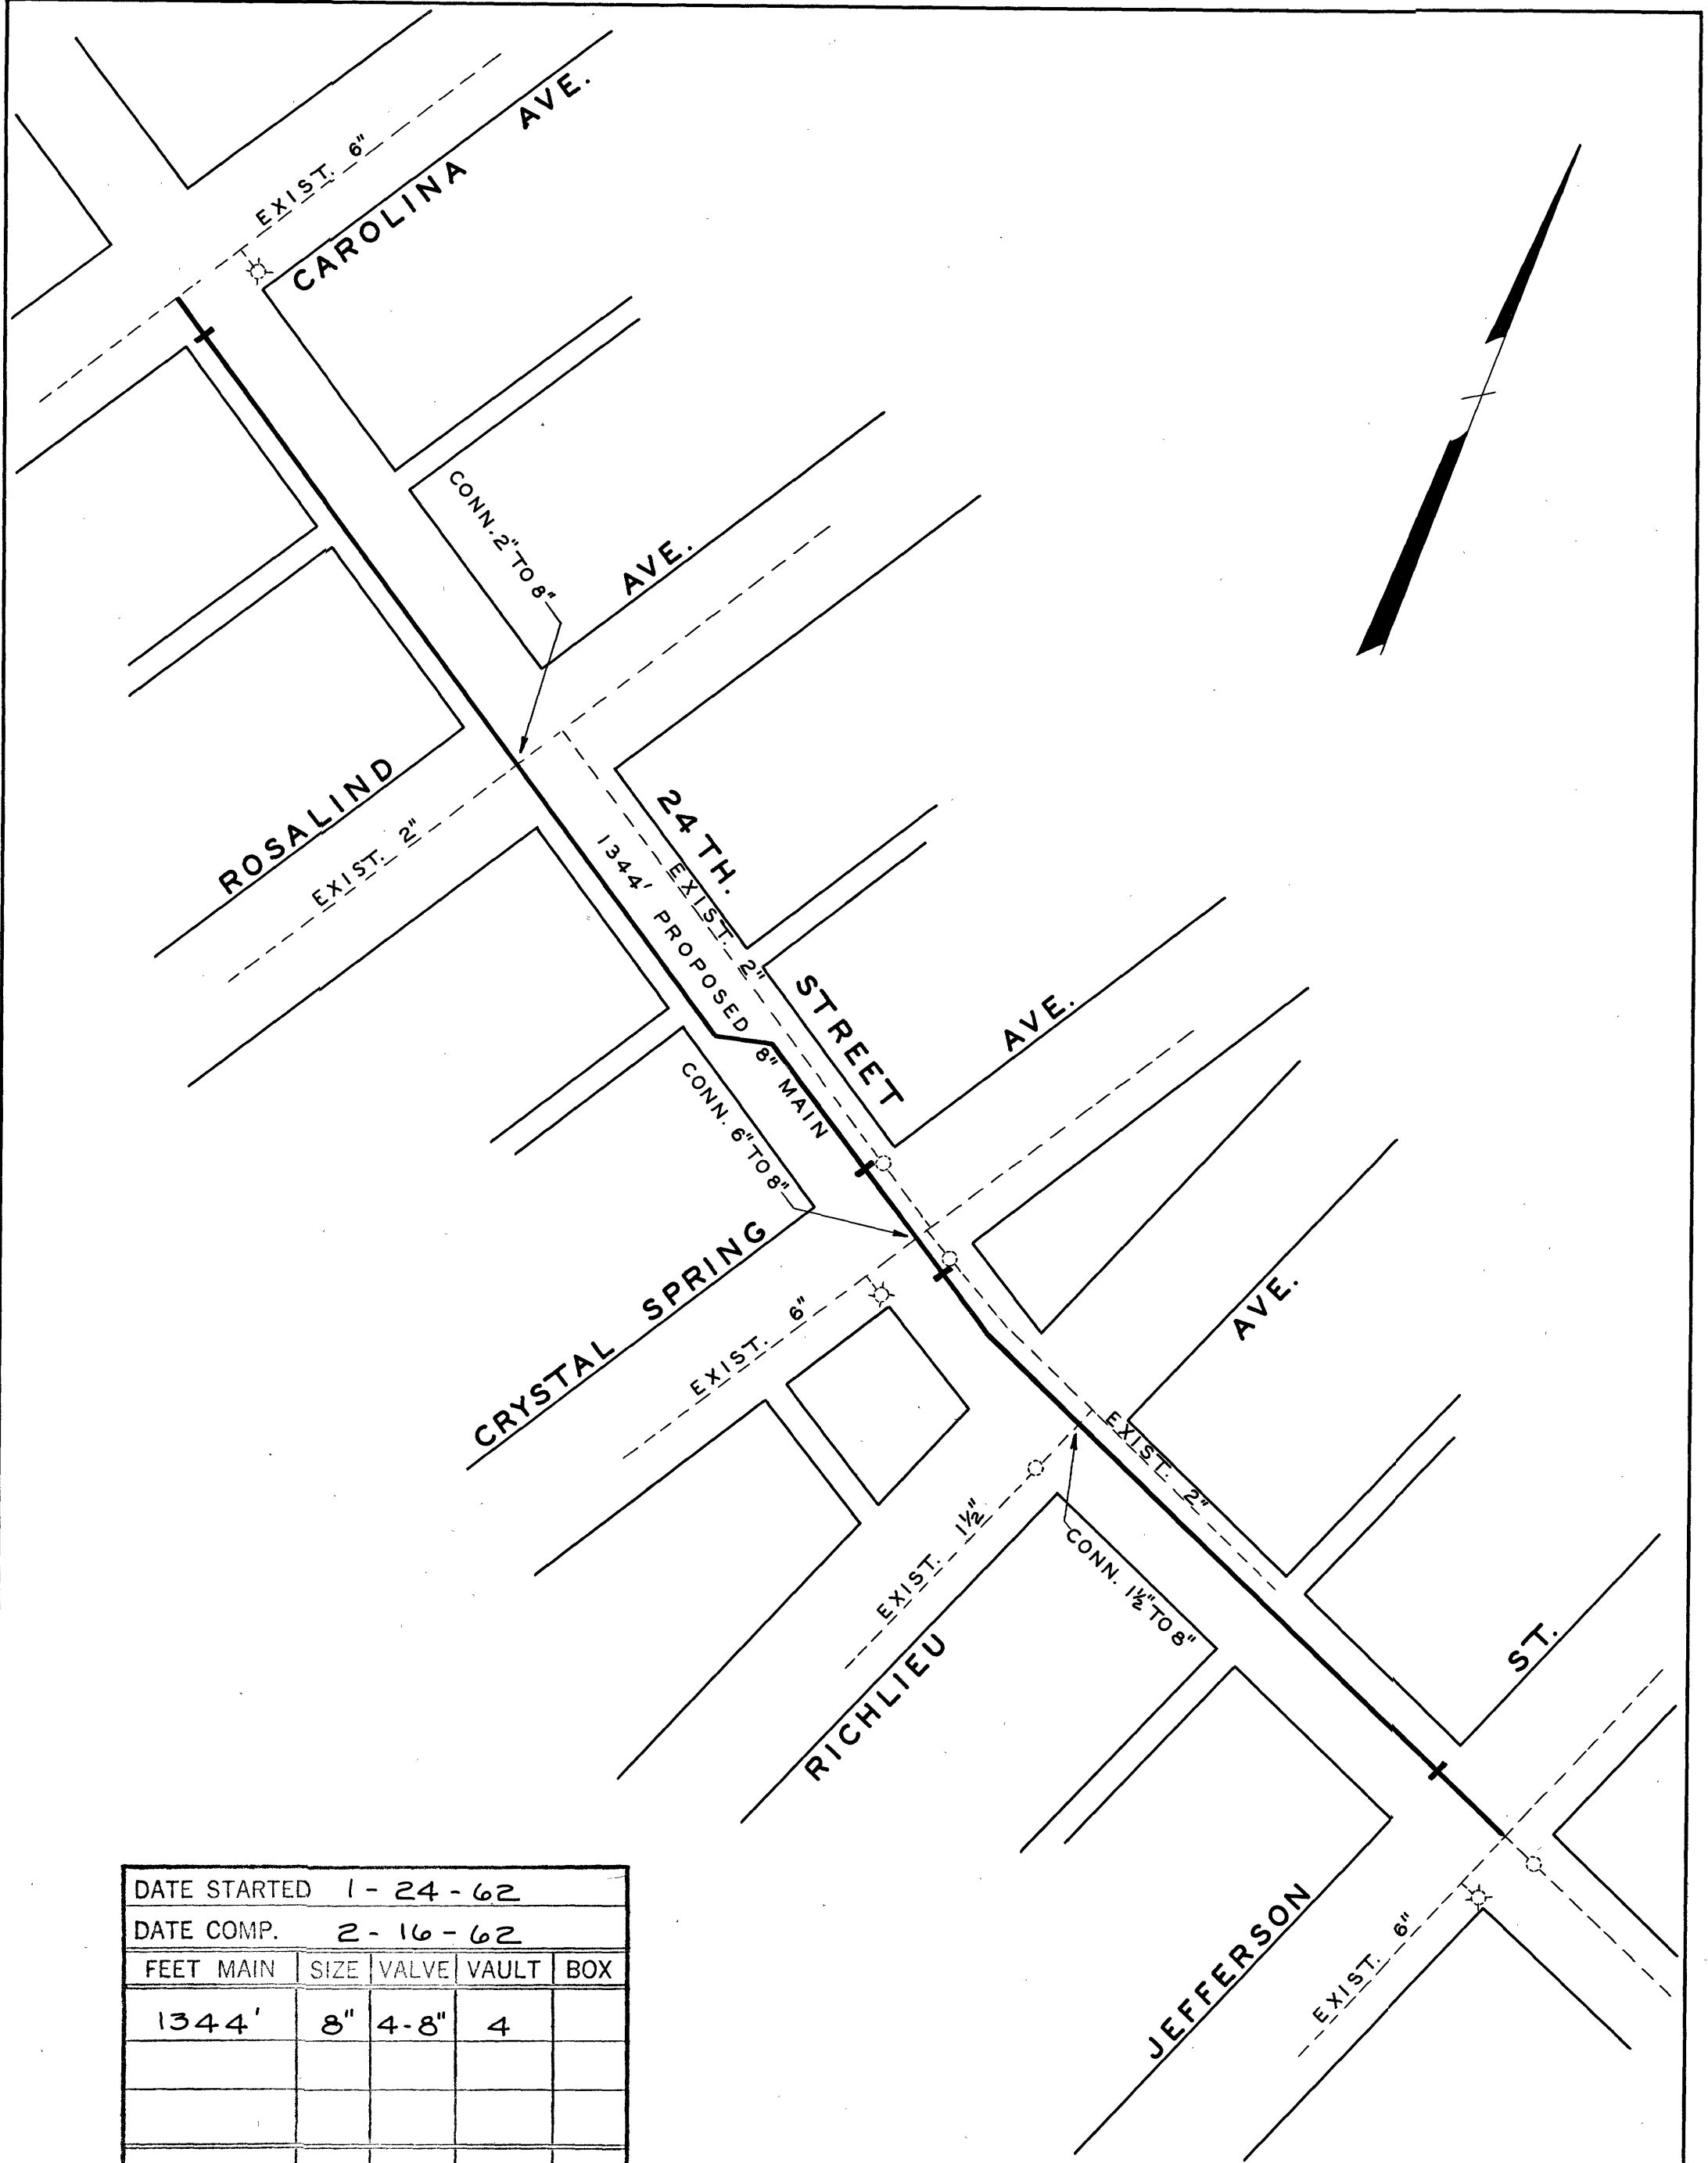 EXIST. 6"
CAROLINA AVE.
CONN. 2" TO 8"
ROSALIND AVE.
EXIST. 2"
24 TH. STREET
EXIST. 2"
1344' PROPOSED 8" MAIN
CONN. 6" TO 8"
CRYSTAL SPRING AVE.
EXIST. 6"
EXIST. 2"
EXIST. 1½"
CONN. 1½" TO 8"
RICHLIEU AVE.
JEFFERSON ST.
EXIST. 6"
DATE STARTED 1-24-62
DATE COMP. 2-16-62
FEET MAIN SIZE VALVE VAULT BOX
1344' 8" 4-8" 4